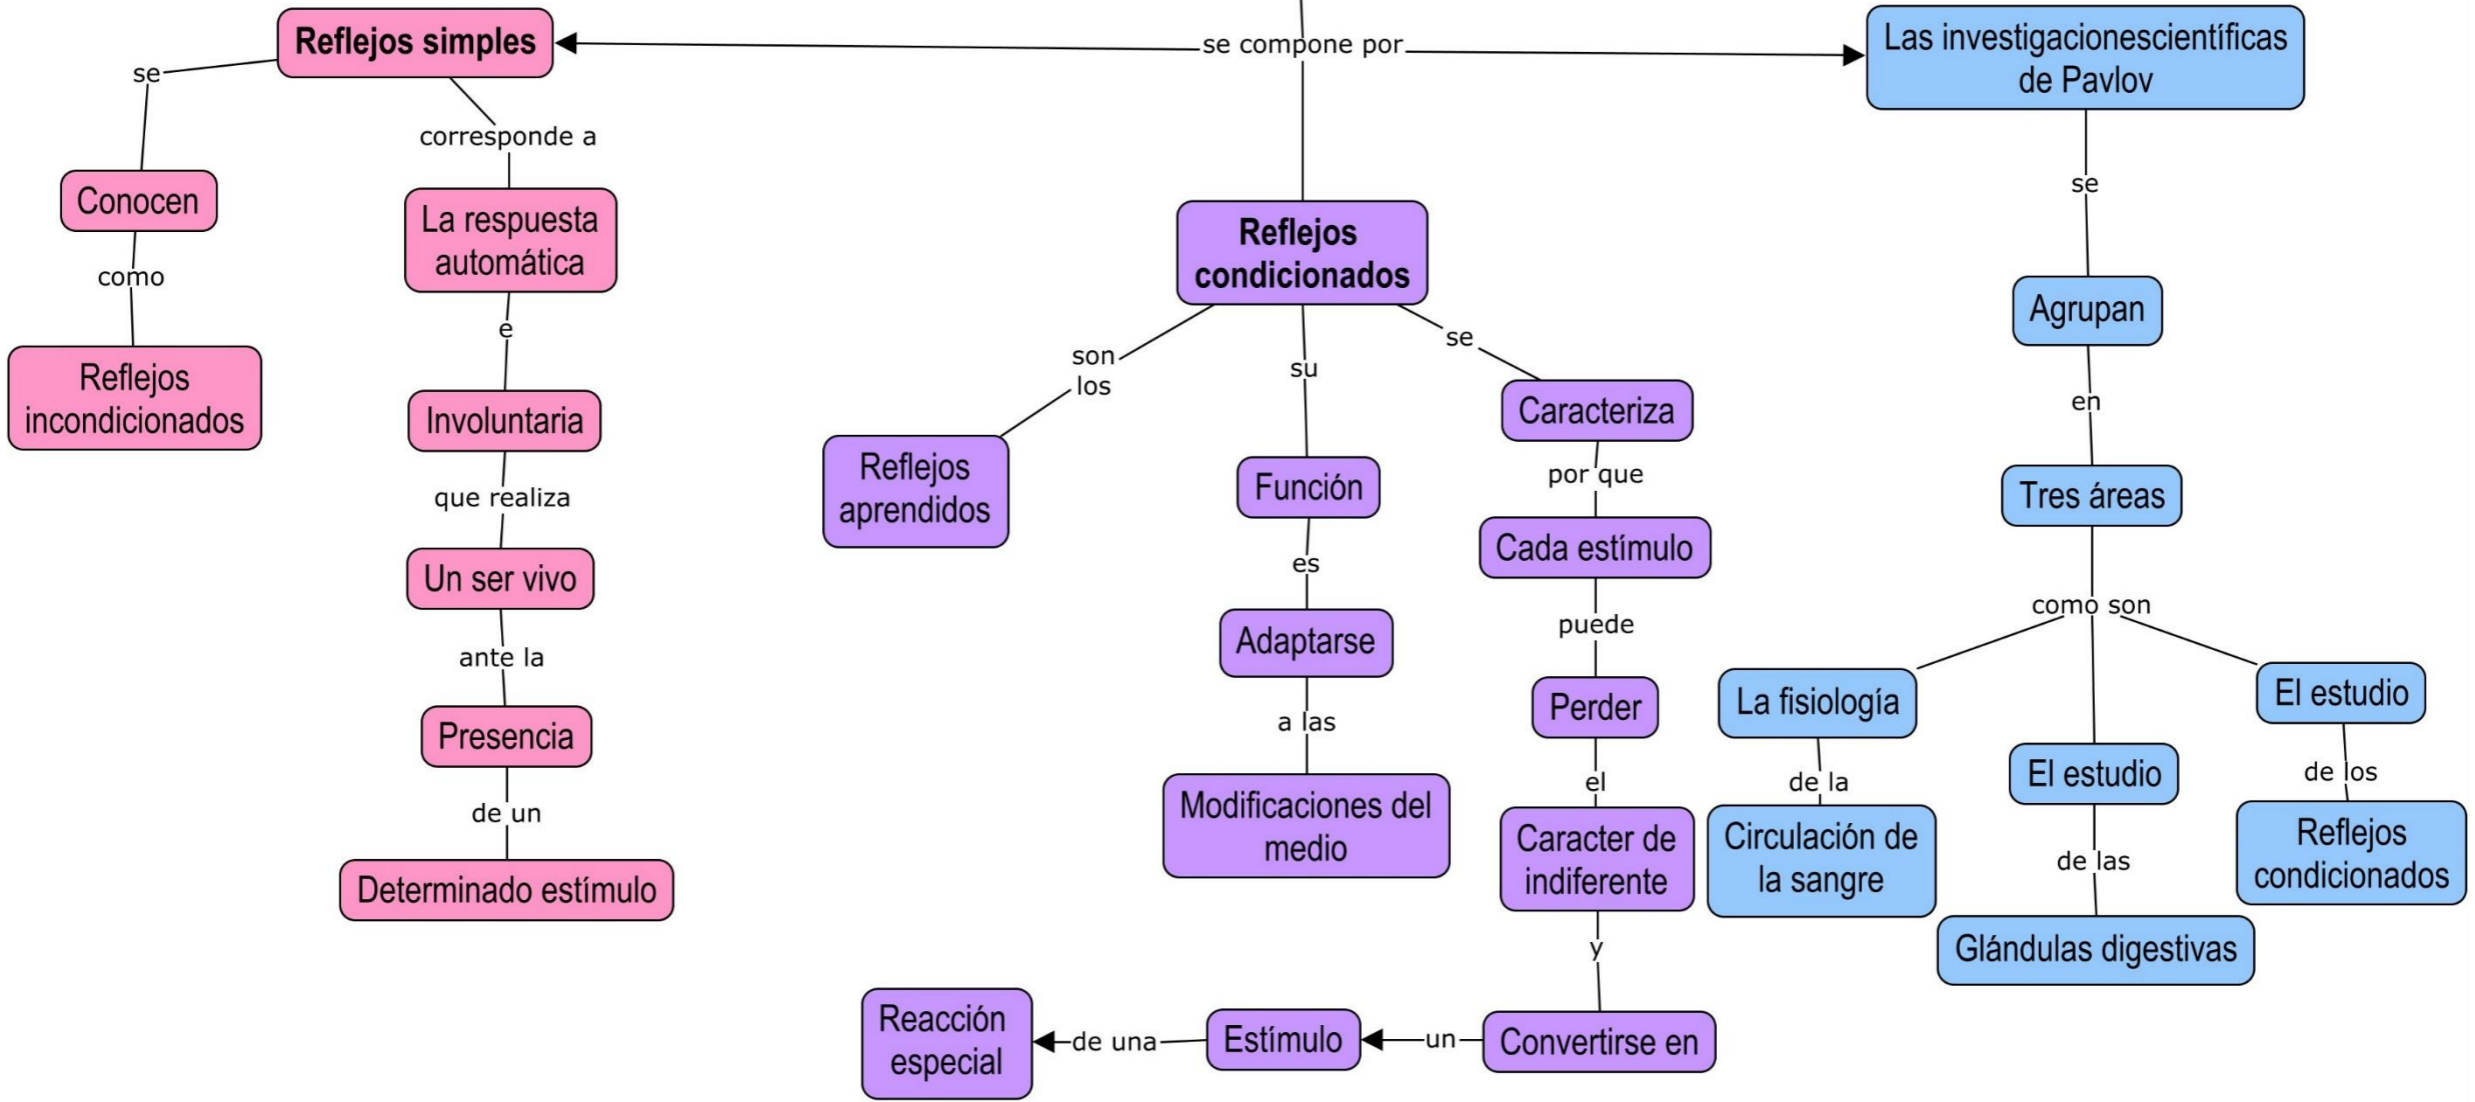 se compone por
Reflejos simples
se
Conocen
como
Reflejos
incondicionados
corresponde a
La respuesta
automática
e
Involuntaria
que realiza
Un ser vivo
ante la
Presencia
de un
Determinado estímulo
Reflejos
condicionados
son
los
Reflejos
aprendidos
su
Función
es
Adaptarse
a las
Modificaciones del
medio
se
Caracteriza
por que
Cada estímulo
puede
Perder
el
Caracter de
indiferente
y
Convertirse en
un
Estímulo
de una
Reacción
especial
Las investigacionescientíficas
de Pavlov
se
Agrupan
en
Tres áreas
como son
La fisiología
de la
Circulación de
la sangre
El estudio
de las
Glándulas digestivas
El estudio
de los
Reflejos
condicionados